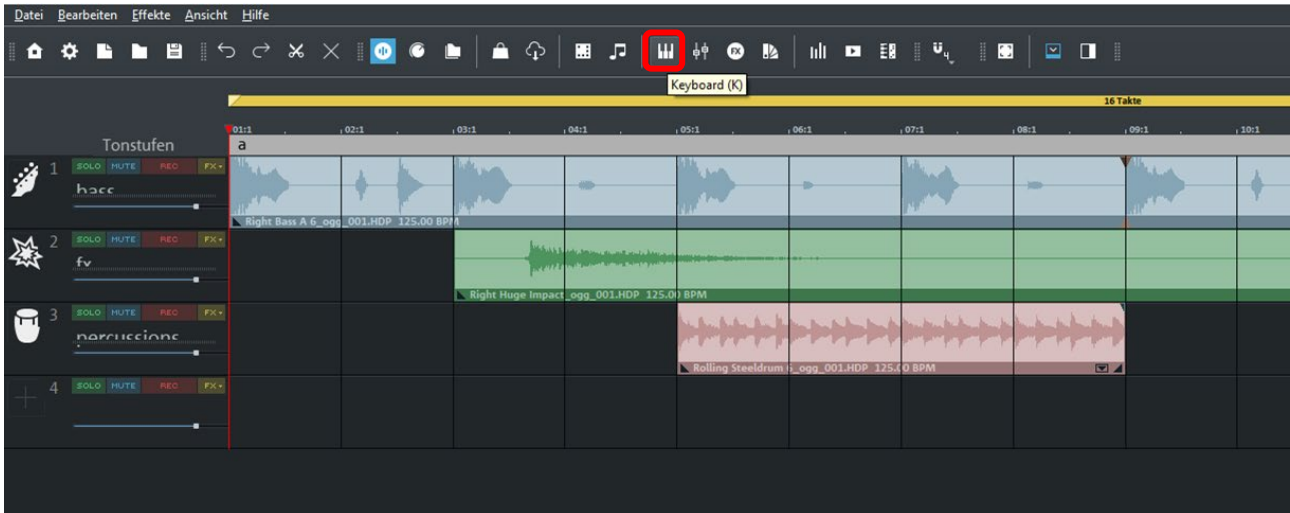 Datei Bearbeiten Effekte Ansicht Hilfe
FX
Keyboard (K)
16 Takte
01:1 02:1 03:1 04:1 05:1 06:1 07:1 08:1 09:1 10:1
Tonstufen a
1 SOLO MUTE REC FX
bass
Right Bass A 6_ogg_001.HDP 125.00 BPM
2 SOLO MUTE REC FX
fx
Right Huge Impact_ogg_001.HDP 125.00 BPM
3 SOLO MUTE REC FX
percussions
Rolling Steeldrum 6_ogg_001.HDP 125.00 BPM
4 SOLO MUTE REC FX